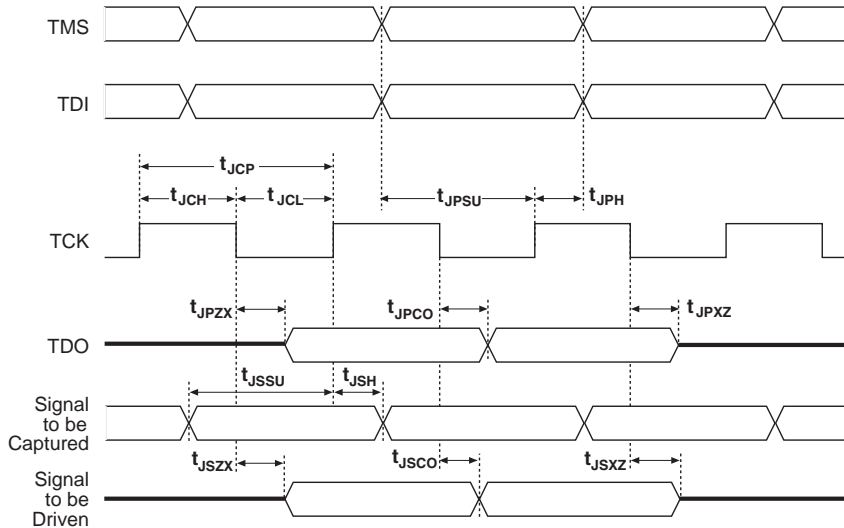 TMS
TDI
tJCP
tJCH tJCL tJPSU tJPH
TCK
tJPZX tJPCO tJPXZ
TDO
tJSSU tJSH
Signal
to be
Captured
tJSZX tJSCO tJSXZ
Signal
to be
Driven